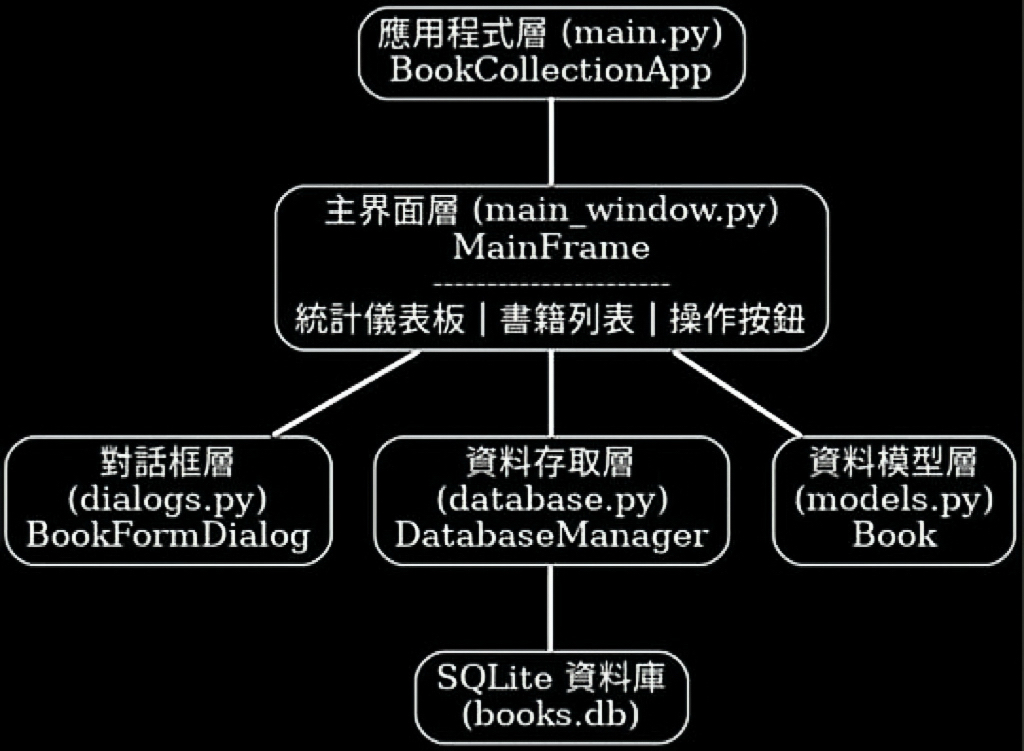 應用程式層 (main.py)
BookCollectionApp
主界面層 (main_window.py)
MainFrame
----------------------
統計儀表板 | 書籍列表 | 操作按鈕
對話框層
(dialogs.py)
BookFormDialog
資料存取層
(database.py)
DatabaseManager
資料模型層
(models.py)
Book
SQLite 資料庫
(books.db)